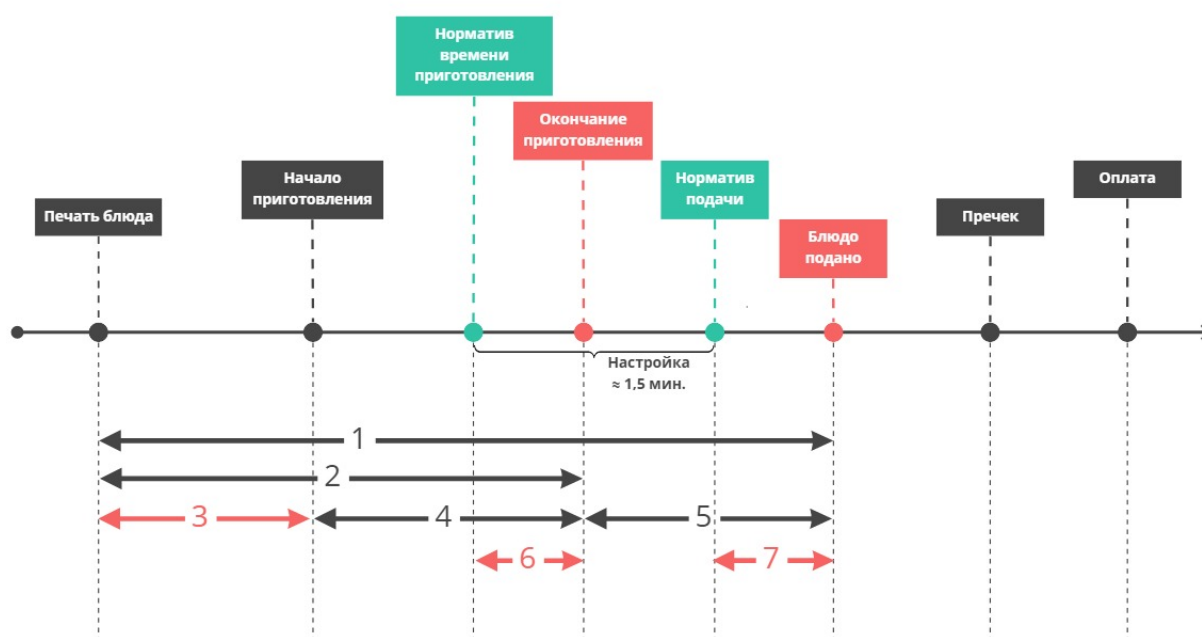 Норматив
времени
приготовления
Окончание
приготовления
Начало
приготовления
Норматив
подачи
Оплата
Печать блюда
Пречек
Блюдо
подано
Настройка
≈ 1,5 мин.
1
2
3
4
5
6
7